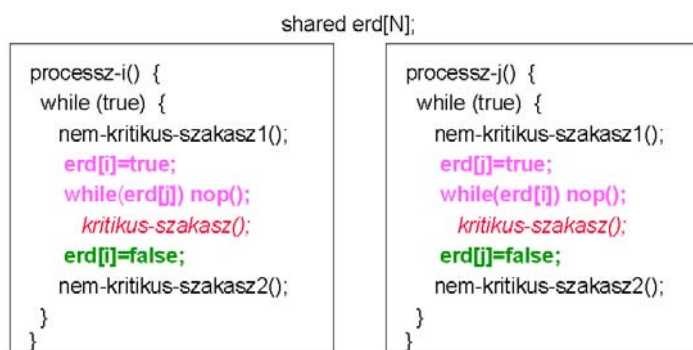 shared erd[N];
processz-i() {
while (true) {
nem-kritikus-szakasz1();
erd[i]=true;
while(erd[j]) nop();
kritikus-szakasz();
erd[i]=false;
nem-kritikus-szakasz2();
}
}
processz-j() {
while (true) {
nem-kritikus-szakasz1();
erd[j]=true;
while(erd[i]) nop();
kritikus-szakasz();
erd[j]=false;
nem-kritikus-szakasz2();
}
}